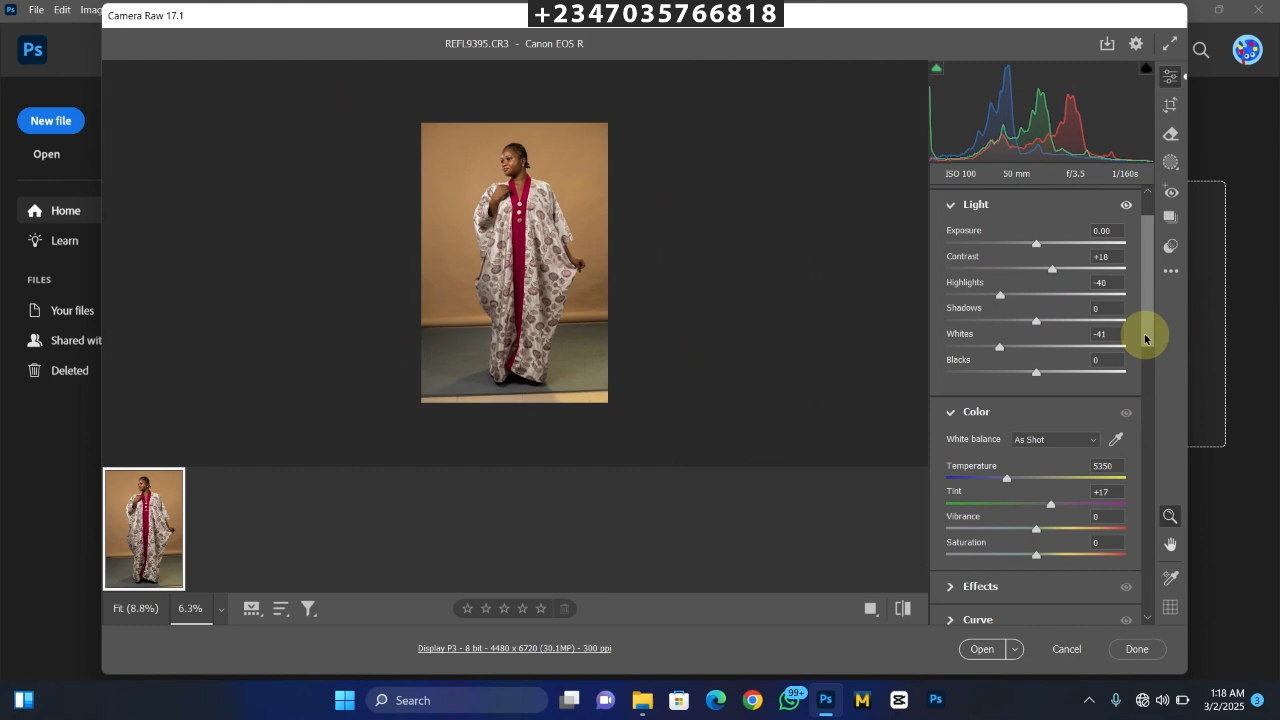 +2347035766818
Camera Raw 17.1
Ps
File
REFL9395.CR3 - Canon EOS R
New file
Open
Home
Learn
FILES
Your files
Shared wit
Deleted
ISO 100 50 mm f/3.5 1/160s
Light
Exposure 0.00
Contrast +18
Highlights -40
Shadows 0
Whites -41
Blacks 0
Color
White balance As Shot
Temperature 5350
Tint +17
Vibrance 0
Saturation 0
Effects
Curve
Fit (8.8%) 6.3%
Display P3 - 8 bit - 4480 x 6720 (30.1MP) - 300 ppi
Open Cancel Done
Search
99+
Ps
Ps
1:18 AM
3/2/2025
3